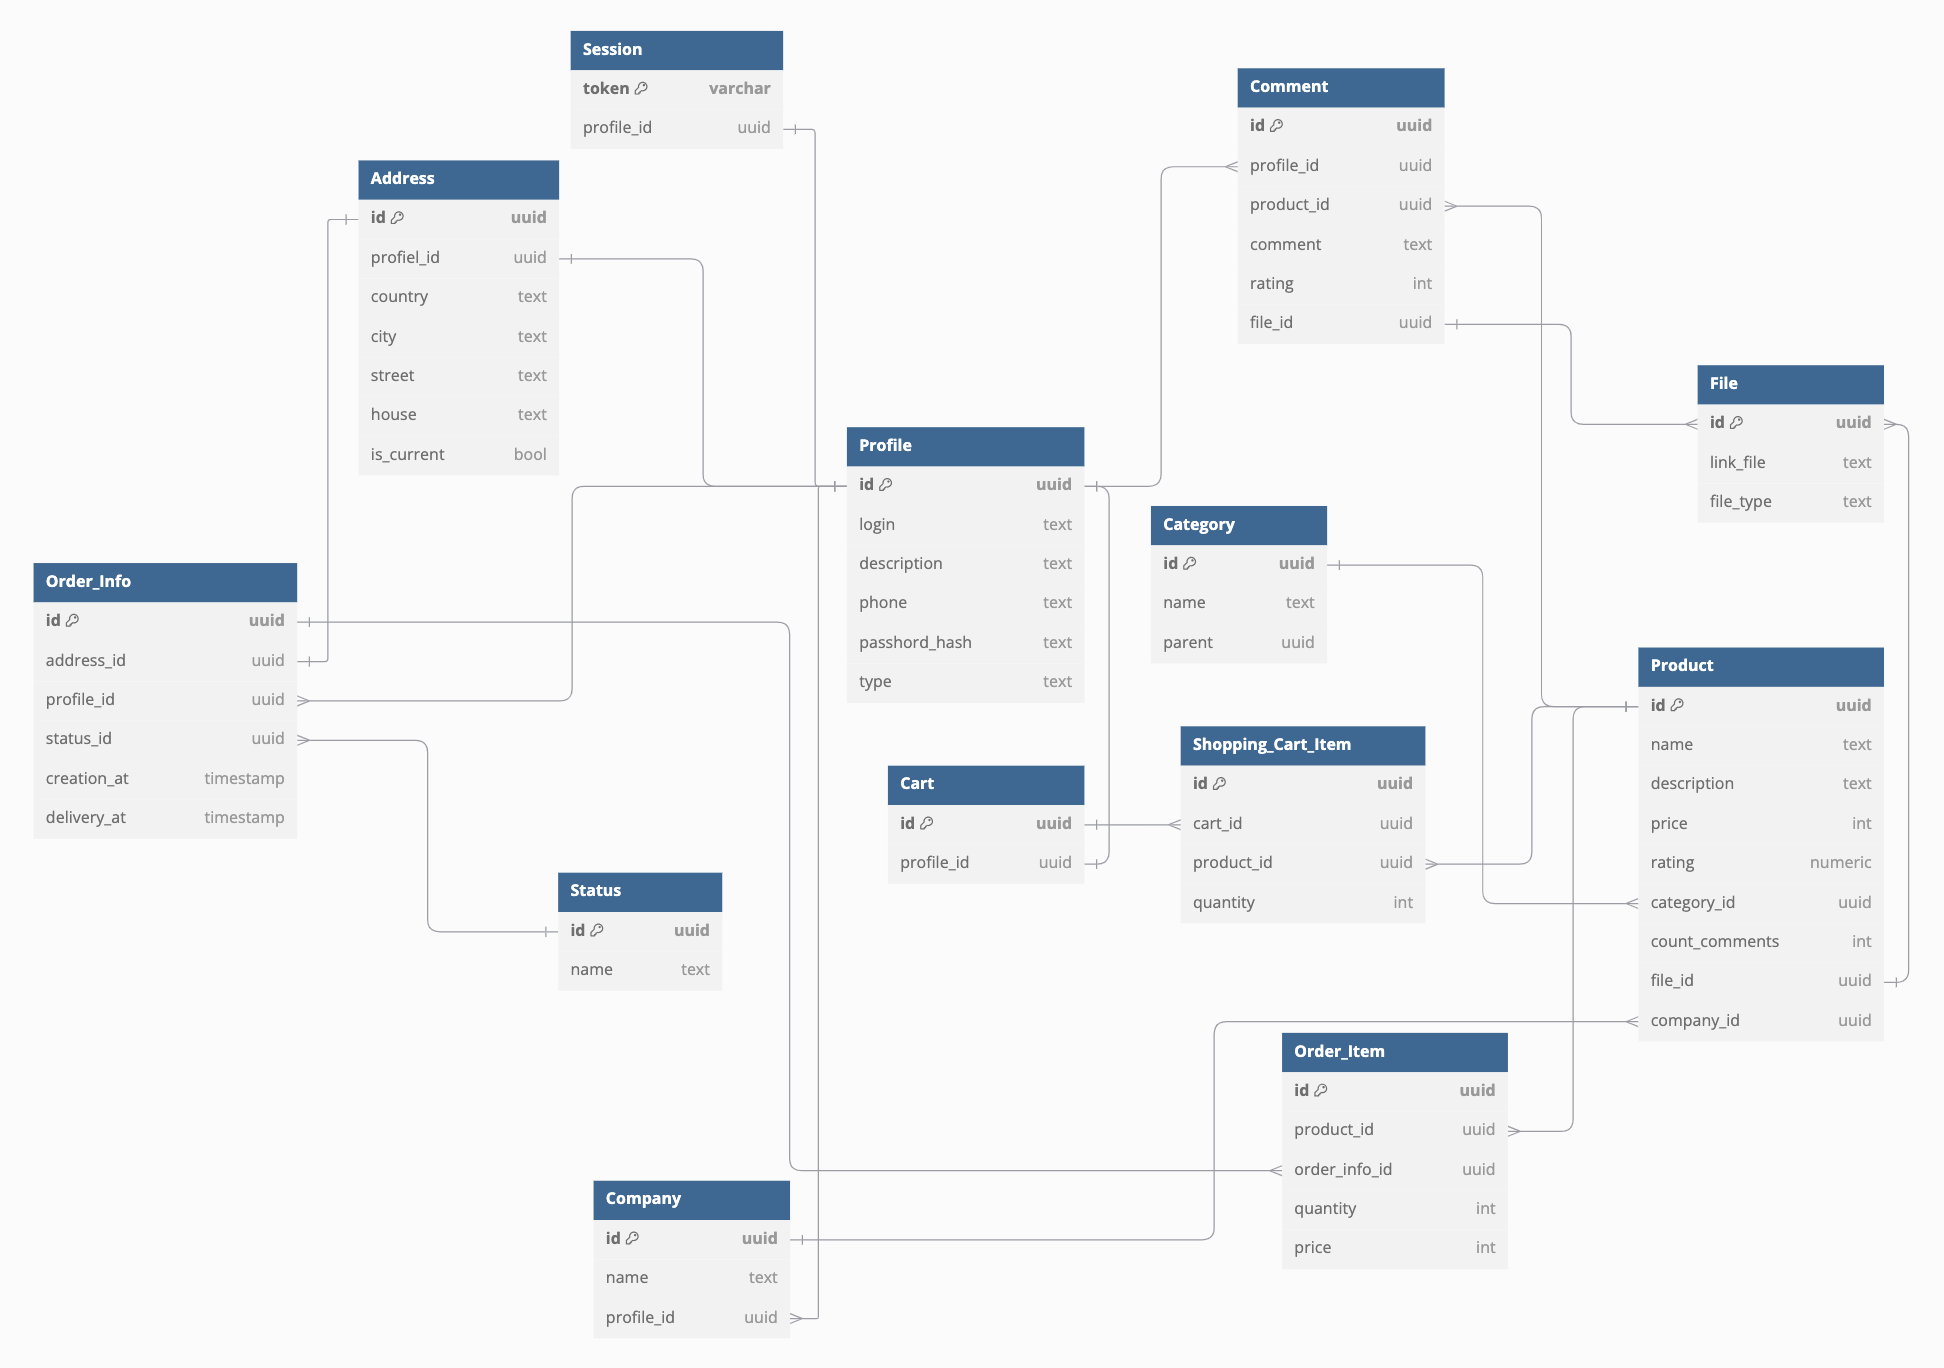 Session
token varchar
profile_id uuid
Address
id uuid
profiel_id uuid
country text
city text
street text
house text
is_current bool
Comment
id uuid
profile_id uuid
product_id uuid
comment text
rating int
file_id uuid
File
id uuid
link_file text
file_type text
Profile
id uuid
login text
description text
phone text
passhord_hash text
type text
Category
id uuid
name text
parent uuid
Order_Info
id uuid
address_id uuid
profile_id uuid
status_id uuid
creation_at timestamp
delivery_at timestamp
Product
id uuid
name text
description text
price int
rating numeric
category_id uuid
count_comments int
file_id uuid
company_id uuid
Shopping_Cart_Item
id uuid
cart_id uuid
product_id uuid
quantity int
Cart
id uuid
profile_id uuid
Status
id uuid
name text
Order_Item
id uuid
product_id uuid
order_info_id uuid
quantity int
price int
Company
id uuid
name text
profile_id uuid